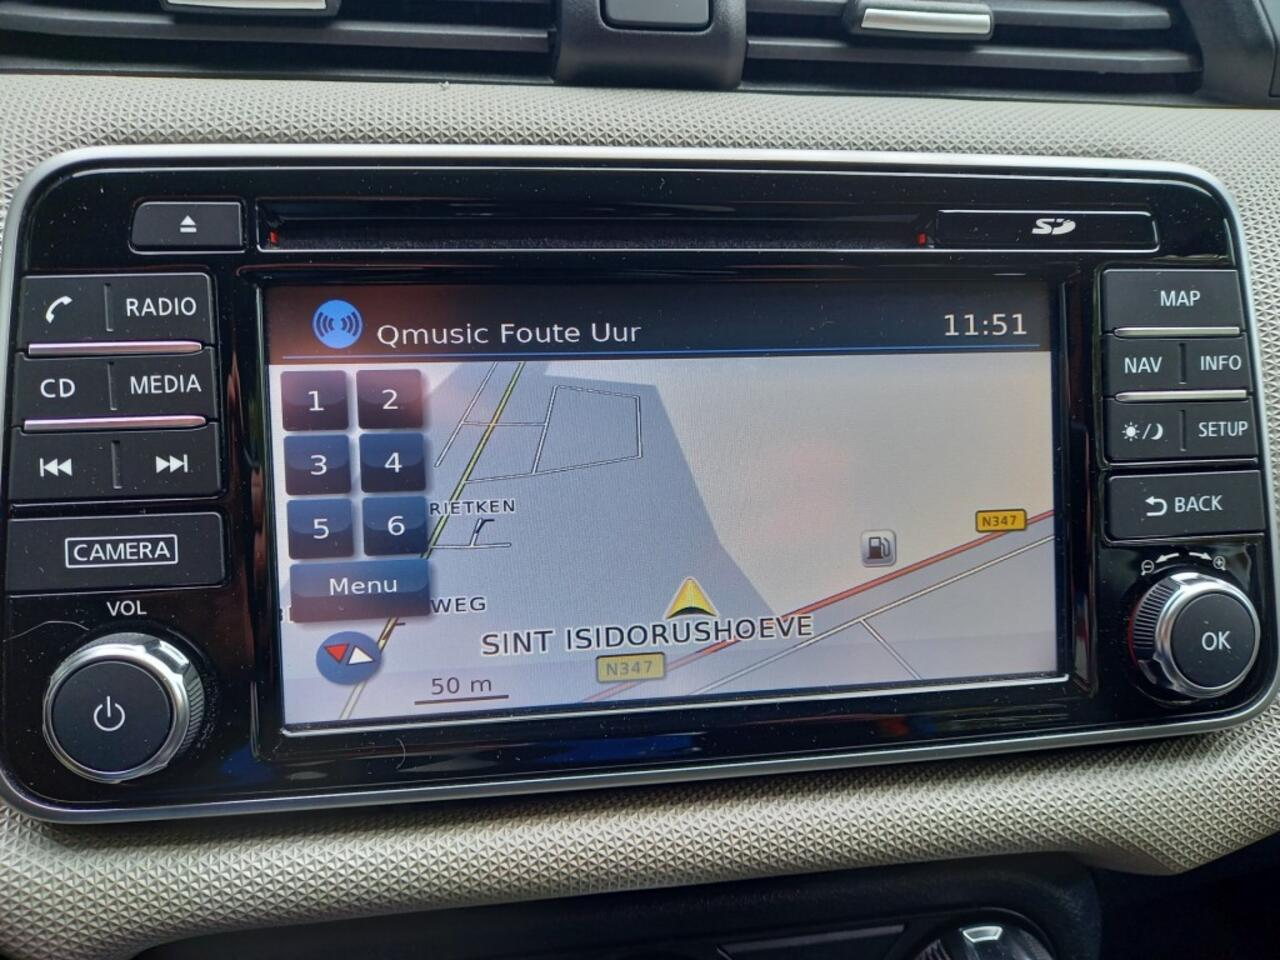 SD
RADIO
CD
MEDIA
CAMERA
VOL
Qmusic Foute Uur
11:51
1
2
3
4
5
6
Menu
RIETKEN
WEG
SINT ISIDORUSHOEVE
N347
N347
50 m
MAP
NAV
INFO
SETUP
BACK
OK